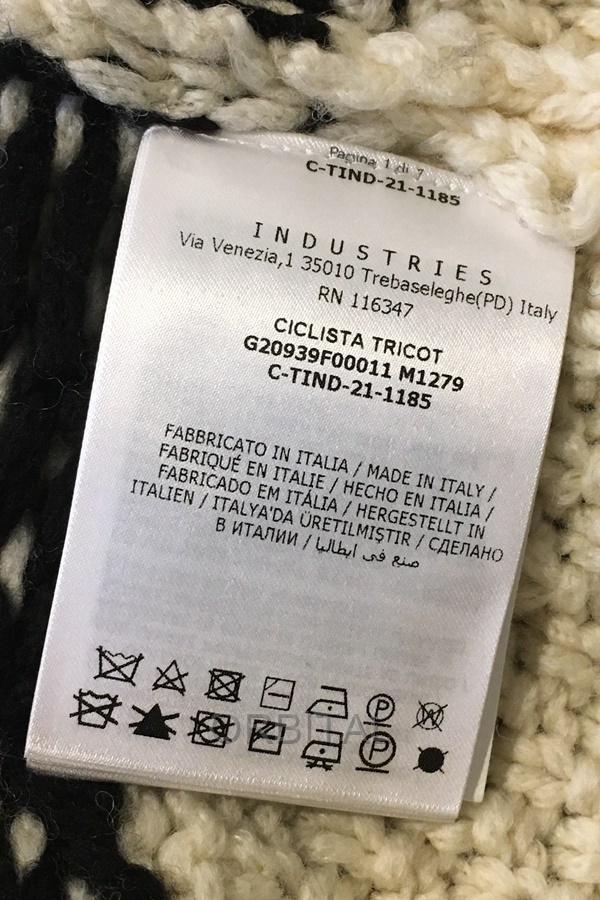 Pagina 1 di 7
C-TIND-21-1185
INDUSTRIES
Via Venezia,1 35010 Trebaseleghe(PD) Italy
RN 116347
CICLISTA TRICOT
G20939F00011 M1279
C-TIND-21-1185
FABBRICATO IN ITALIA / MADE IN ITALY /
FABRIQUÉ EN ITALIE / HECHO EN ITALIA /
FABRICADO EM ITÁLIA / HERGESTELLT IN
ITALIEN / ITALYA'DA ÜRETILMIŞTIR / СДЕЛАНО
В ИТАЛИИ / صنع في ايطاليا
P W
ORBITAL
P